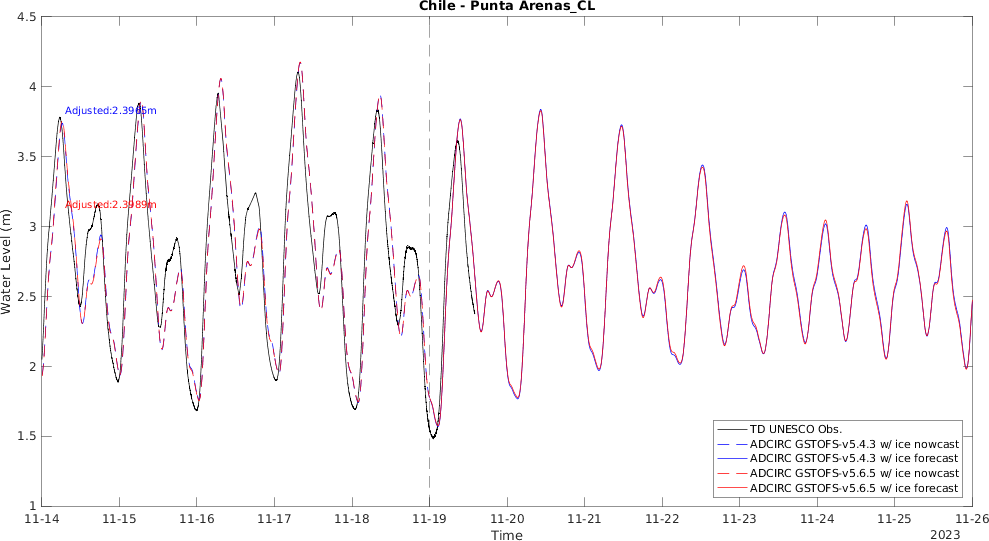 Chile - Punta Arenas_CL
4.5
4
3.5
3
2.5
2
1.5
1
Water Level (m)
Adjusted:2.3965m
Adjusted:2.3989m
TD UNESCO Obs.
ADCIRC GSTOFS-v5.4.3 w/ ice nowcast
ADCIRC GSTOFS-v5.4.3 w/ ice forecast
ADCIRC GSTOFS-v5.6.5 w/ ice nowcast
ADCIRC GSTOFS-v5.6.5 w/ ice forecast
11-14 11-15 11-16 11-17 11-18 11-19 11-20 11-21 11-22 11-23 11-24 11-25 11-26
Time
2023